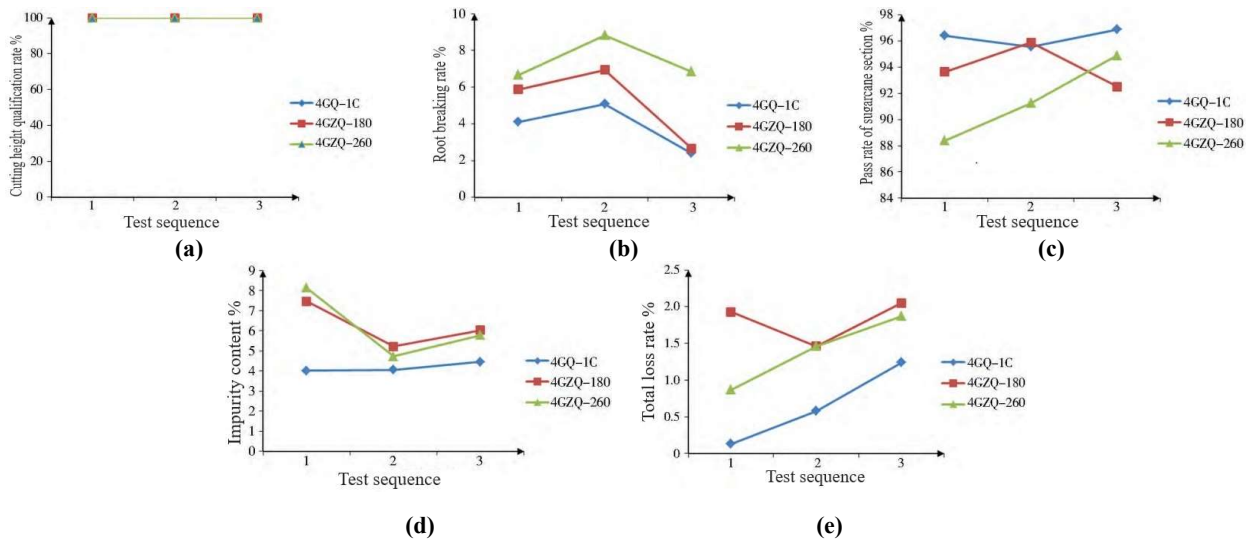 Cutting height qualification rate %
100
80
60
40
20
0
1 2 3
Test sequence
4GQ-1C
4GZQ-180
4GZQ-260
(a)
Root breaking rate %
10
8
6
4
2
0
1 2 3
Test sequence
4GQ-1C
4GZQ-180
4GZQ-260
(b)
Pass rate of sugarcane section %
98
96
94
92
90
88
86
84
1 2 3
Test sequence
4GQ-1C
4GZQ-180
4GZQ-260
(c)
Impurity content %
9
8
7
6
5
4
3
2
1
0
1 2 3
Test sequence
4GQ-1C
4GZQ-180
4GZQ-260
(d)
Total loss rate %
2.5
2.0
1.5
1.0
0.5
0
1 2 3
Test sequence
4GQ-1C
4GZQ-180
4GZQ-260
(e)